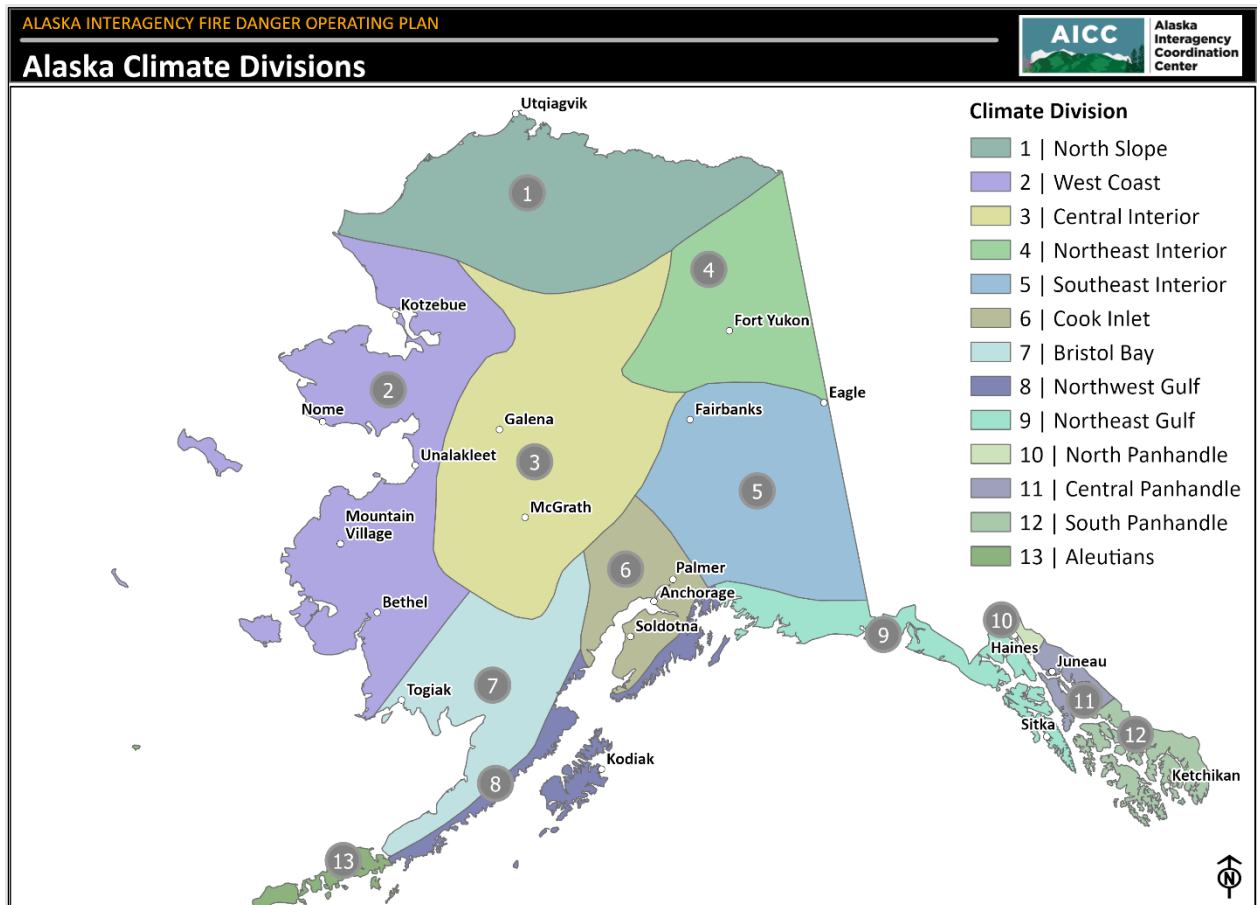 ALASKA INTERAGENCY FIRE DANGER OPERATING PLAN
Alaska Climate Divisions
AICC
Alaska
Interagency
Coordination
Center
Climate Division
1 | North Slope
2 | West Coast
3 | Central Interior
4 | Northeast Interior
5 | Southeast Interior
6 | Cook Inlet
7 | Bristol Bay
8 | Northwest Gulf
9 | Northeast Gulf
10 | North Panhandle
11 | Central Panhandle
12 | South Panhandle
13 | Aleutians
Utqiagvik
1
4
Kotzebue
Fort Yukon
2
Eagle
Nome
Galena
Fairbanks
Unalakleet
3
5
McGrath
Mountain
Village
6
Palmer
Anchorage
Bethel
Soldotna
9
10
Haines
Juneau
7
Togiak
11
Sitka
12
Kodiak
Ketchikan
8
13
N